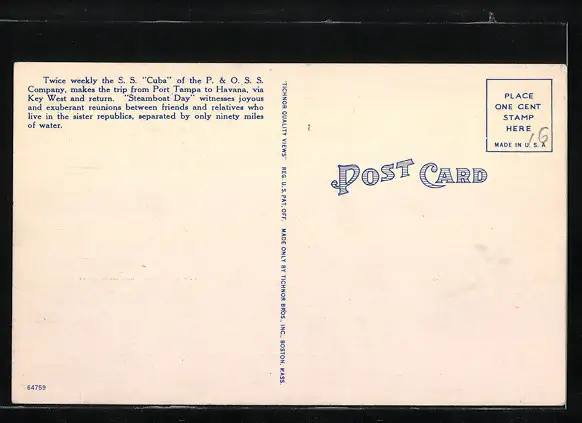 Twice weekly the S. S. "Cuba" of the P. & O. S. S.
Company, makes the trip from Port Tampa to Havana, via
Key West and return. "Steamboat Day" witnesses joyous
and exuberant reunions between friends and relatives who
live in the sister republics, separated by only ninety miles
of water.
"TICHNOR QUALITY VIEWS" REG. U. S. PAT. OFF. MADE ONLY BY TICHNOR BROS., INC., BOSTON, MASS.
POST CARD
PLACE
ONE CENT
STAMP
HERE
MADE IN U. S. A
16
64759